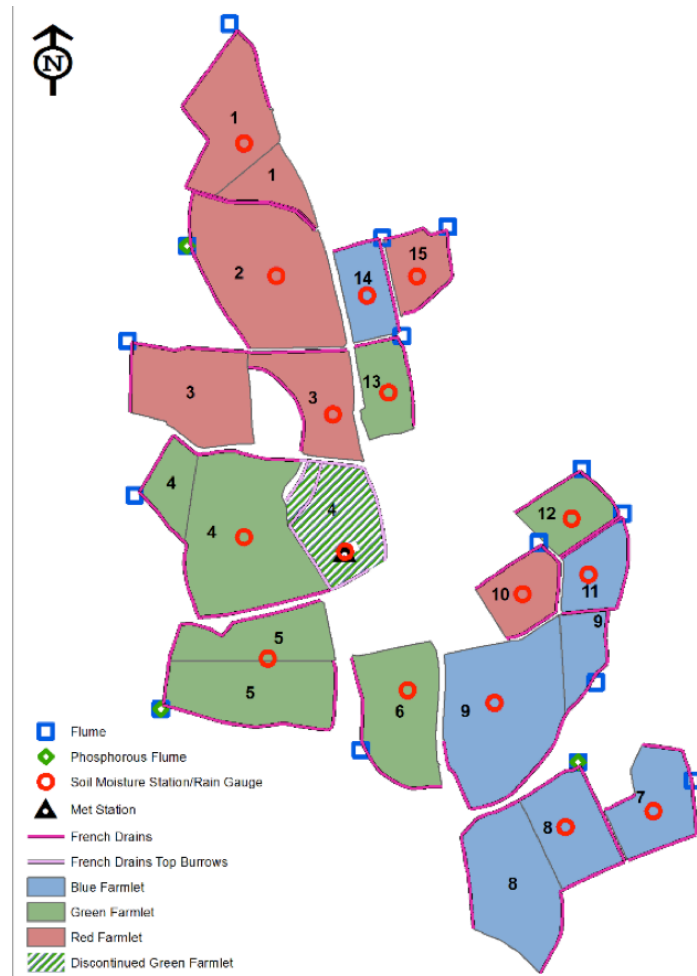 N
1
1
2
15
14
3
3
13
4
4
4
12
11
10
9
5
5
6
9
7
8
8
Flume
Phosphorous Flume
Soil Moisture Station/Rain Gauge
Met Station
French Drains
French Drains Top Burrows
Blue Farmlet
Green Farmlet
Red Farmlet
Discontinued Green Farmlet